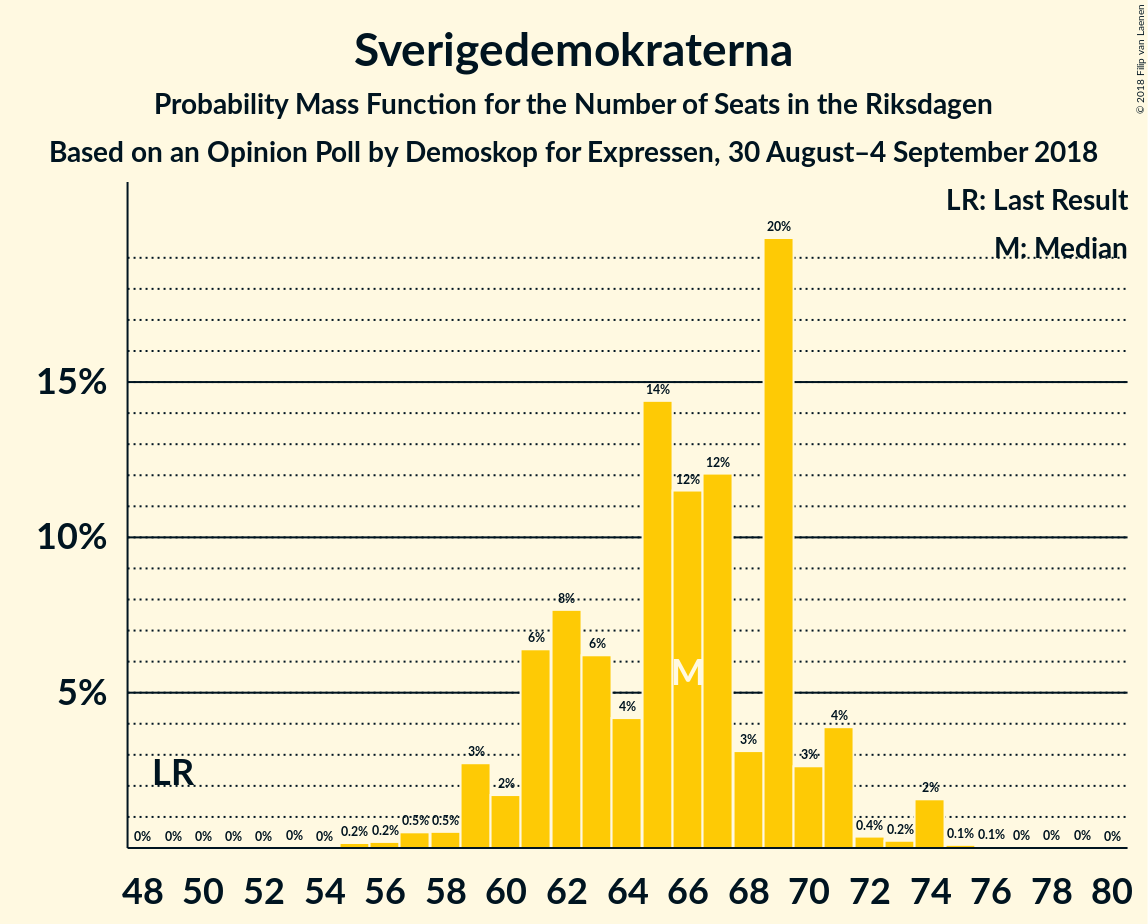 Sverigedemokraterna
Probability Mass Function for the Number of Seats in the Riksdagen
Based on an Opinion Poll by Demoskop for Expressen, 30 August–4 September 2018
© 2018 Filip van Laenen
LR: Last Result
M: Median
20%
15%
14%
12%
12%
10%
8%
6%
6%
M
5%
4%
4%
3%
3%
3%
LR
2%
2%
0% 0% 0% 0% 0% 0% 0% 0.2% 0.2% 0.5% 0.5% 0.4% 0.2% 0.1% 0.1% 0% 0% 0% 0%
48 50 52 54 56 58 60 62 64 66 68 70 72 74 76 78 80